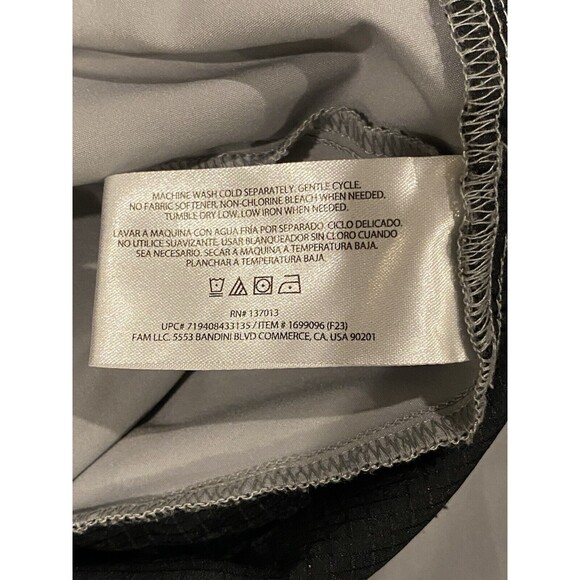 MACHINE WASH COLD SEPARATELY, GENTLE CYCLE.
NO FABRIC SOFTENER, NON-CHLORINE BLEACH WHEN NEEDED.
TUMBLE DRY LOW, LOW IRON WHEN NEEDED.
LAVAR A MAQUINA CON AGUA FRÍA POR SEPARADO. CICLO DELICADO.
NO UTILICE SUAVIZANTE. USAR BLANQUEADOR SIN CLORO CUANDO
SEA NECESARIO. SECAR A MAQUINA A TEMPERATURA BAJA.
PLANCHAR A TEMPERATURA BAJA.
RN# 137013
UPC# 719408433135 / ITEM # 1699096 (F23)
FAM LLC. 5553 BANDINI BLVD COMMERCE, CA. USA 90201